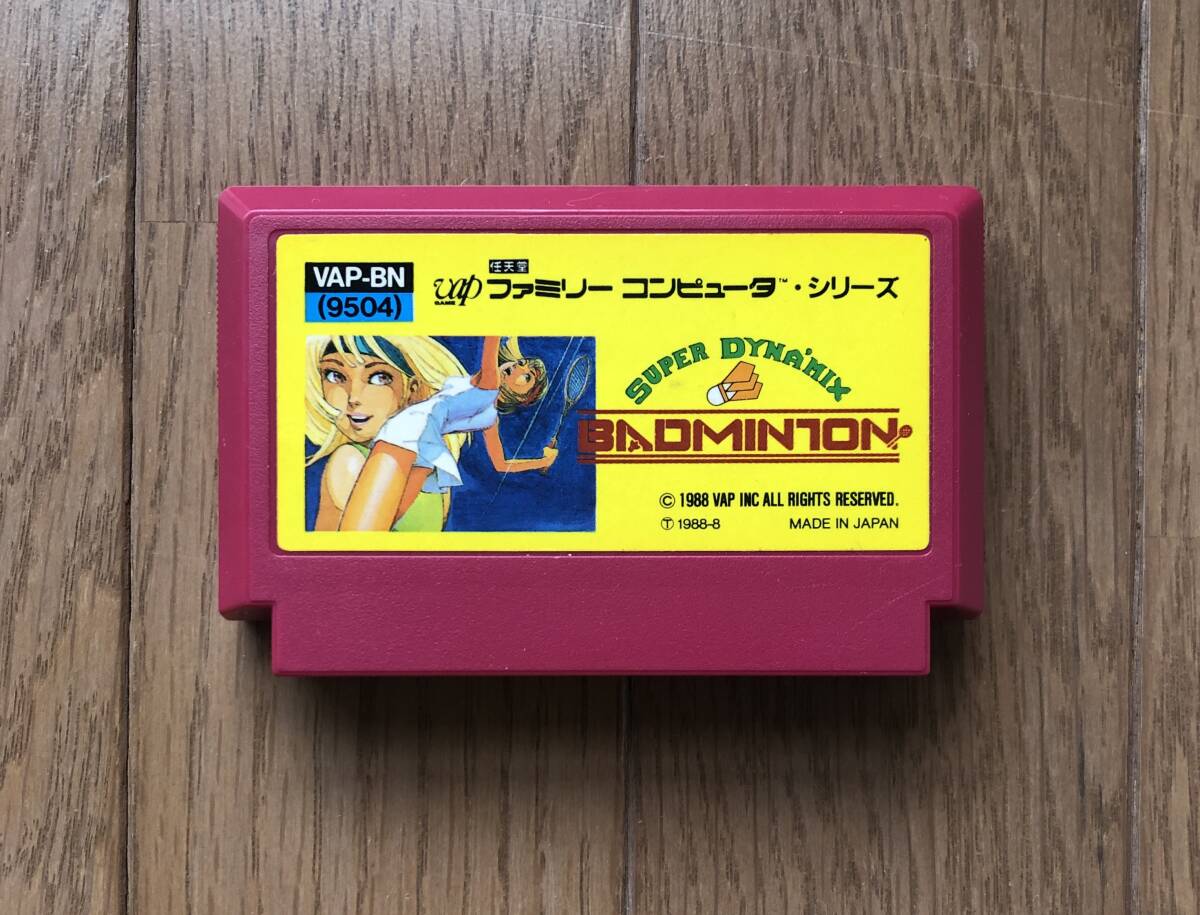 VAP-BN
(9504)
任天堂
vap ファミリー コンピュータ™・シリーズ
GAME
SUPER DYNA'MIX
BADMINTON
© 1988 VAP INC ALL RIGHTS RESERVED.
Ⓣ 1988-8 MADE IN JAPAN